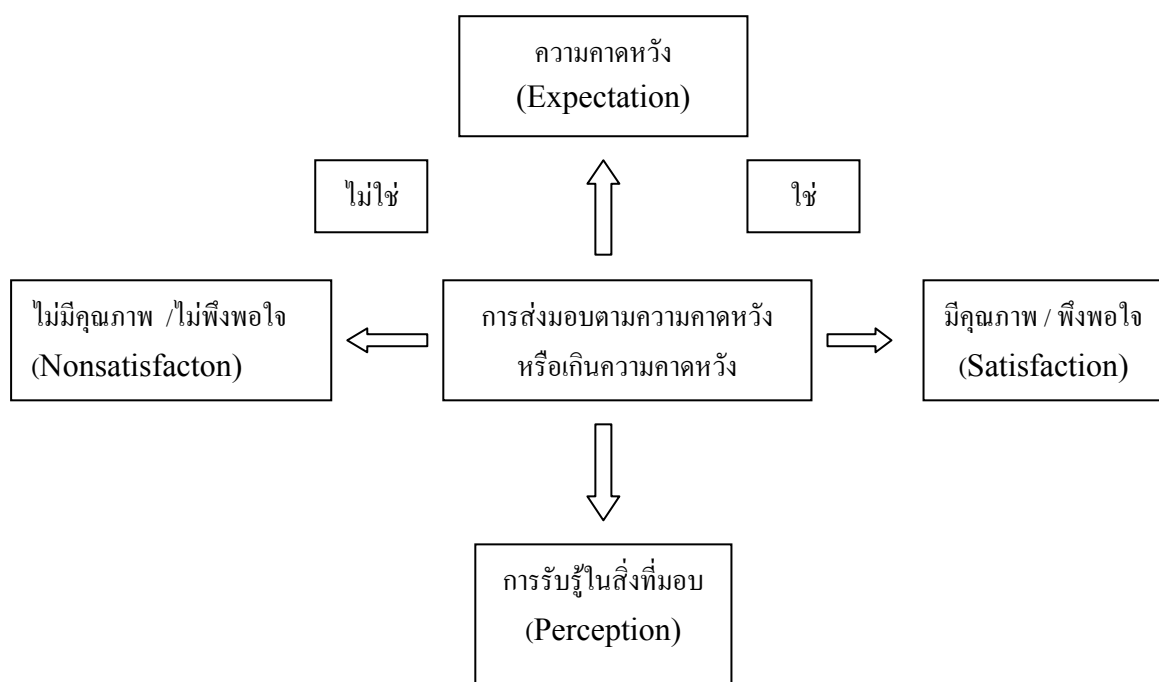 ความคาดหวัง
(Expectation)
ไม่ใช่
ใช่
ไม่มีคุณภาพ /ไม่พึงพอใจ
(Nonsatisfacton)
การส่งมอบตามความคาดหวัง
หรือเกินความคาดหวัง
มีคุณภาพ / พึงพอใจ
(Satisfaction)
การรับรู้ในสิ่งที่มอบ
(Perception)